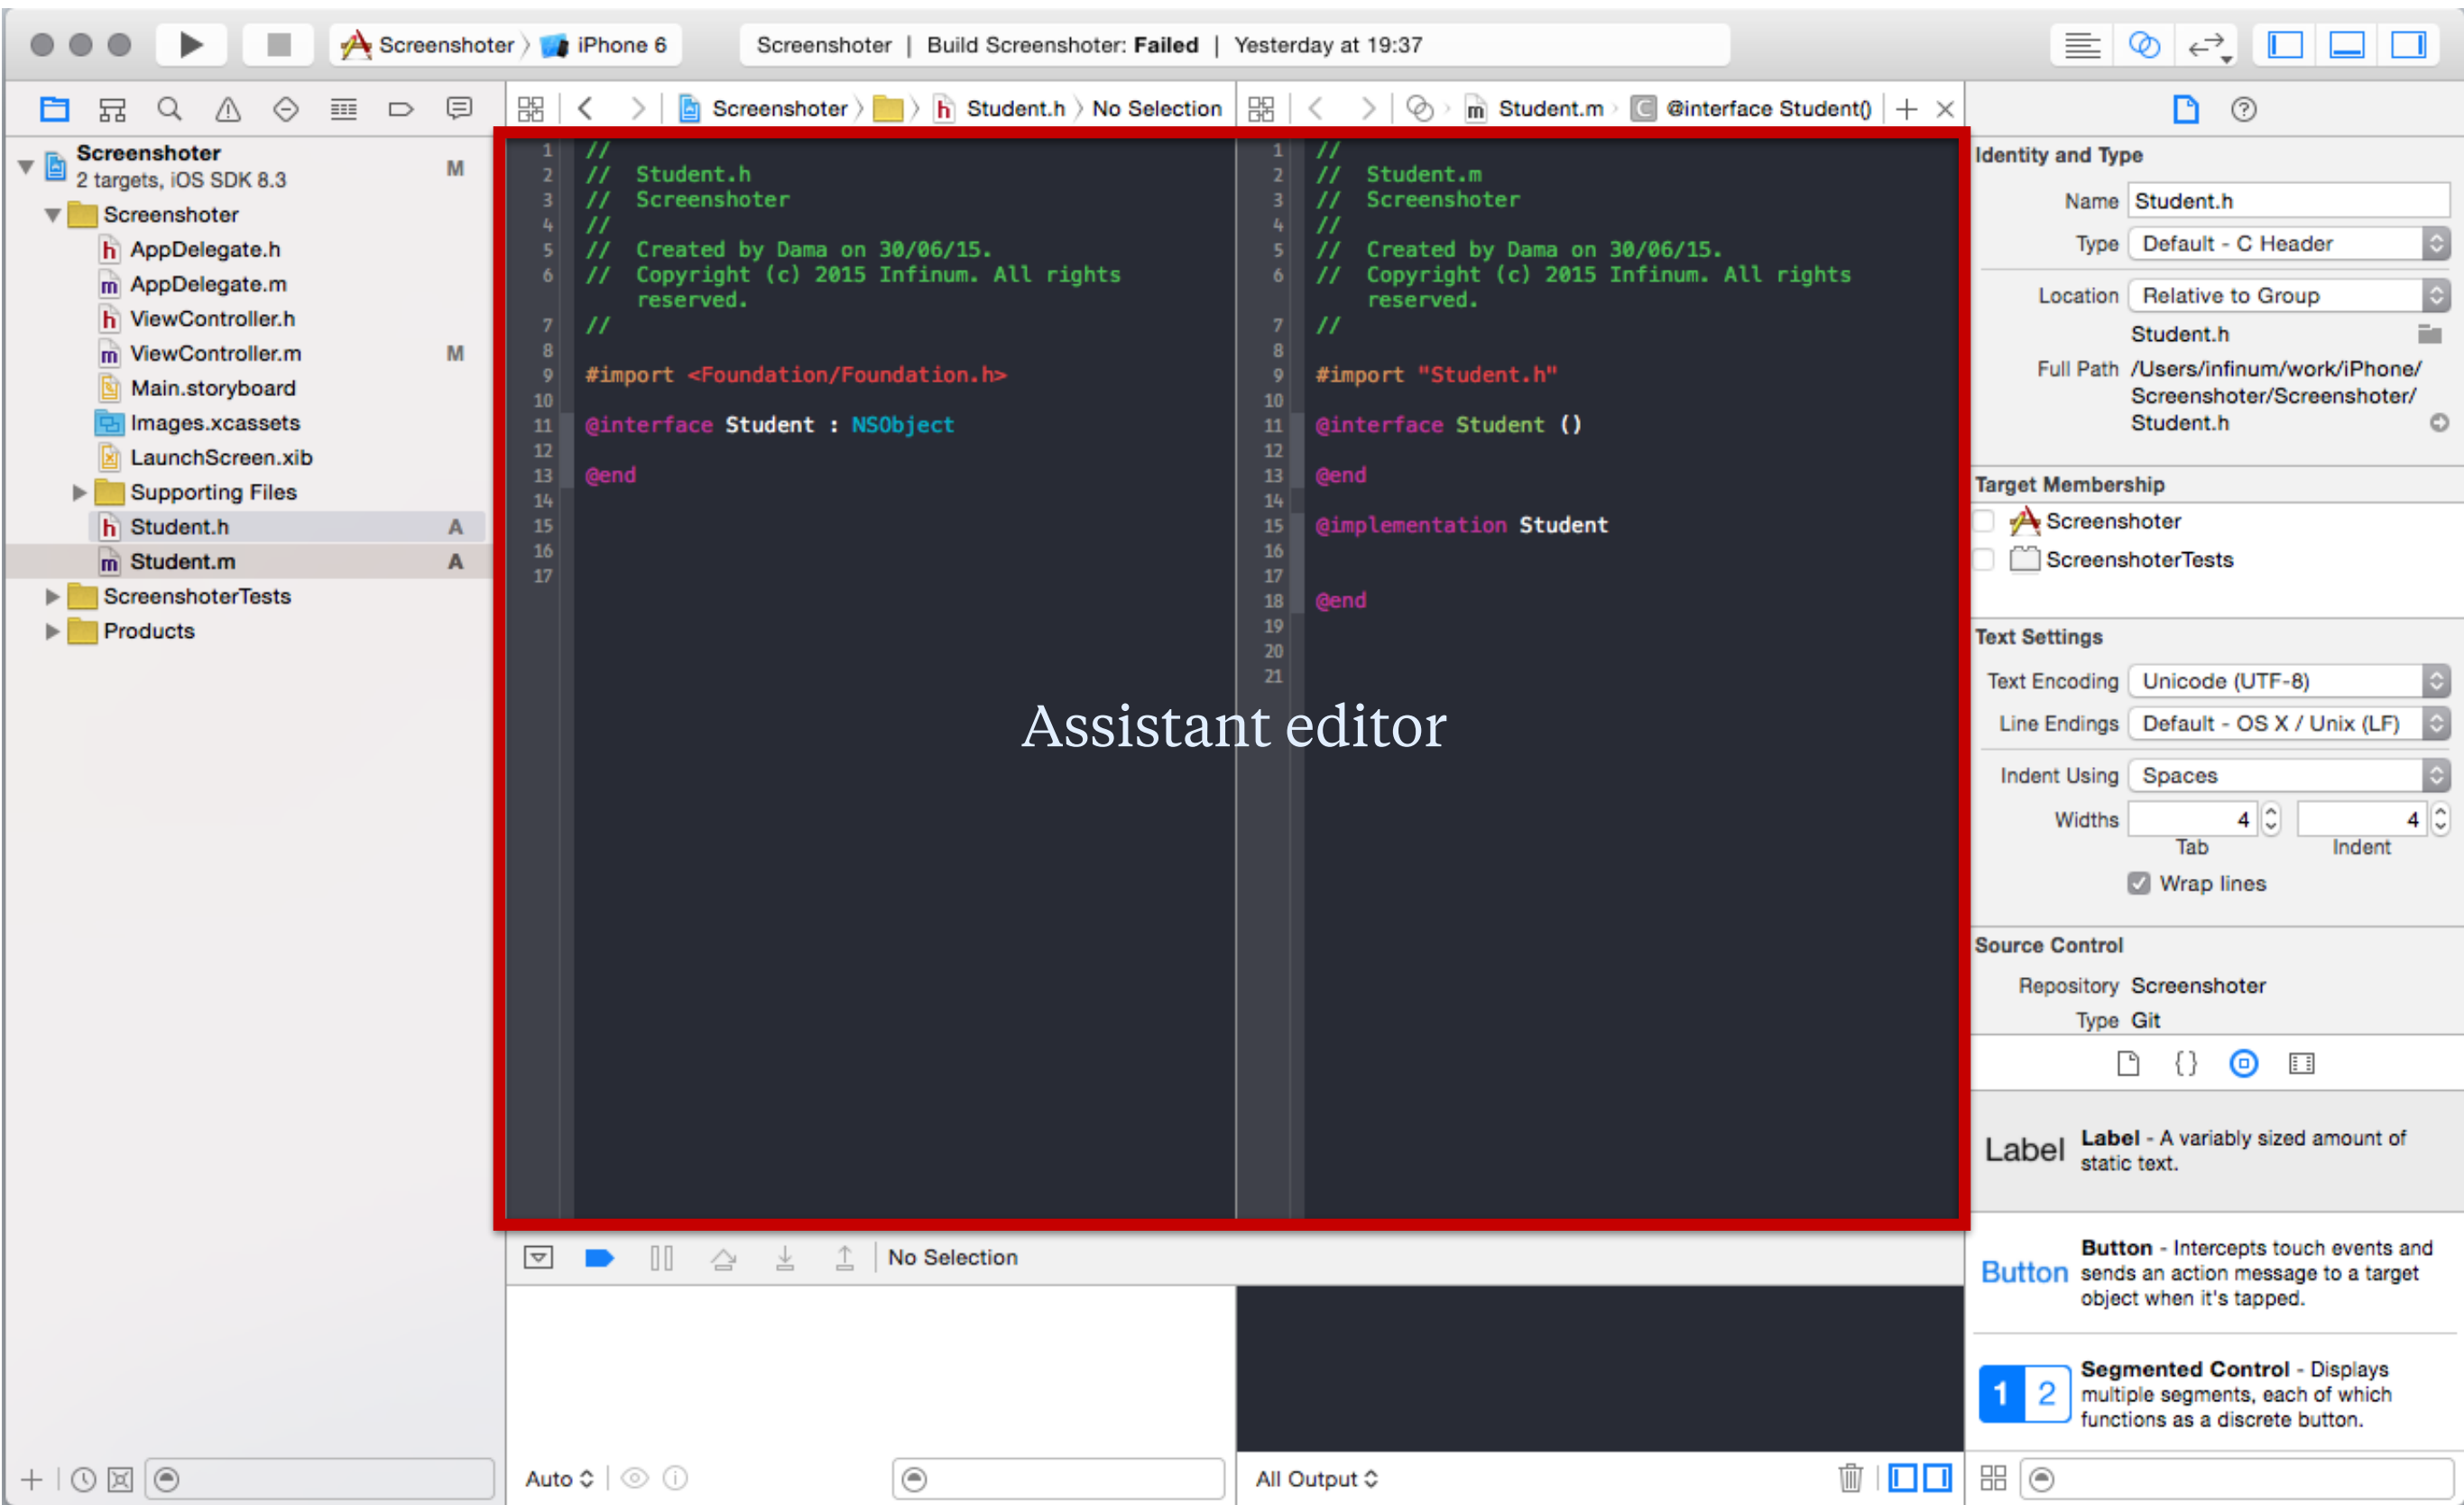 Screenshoter 〉 iPhone 6
Screenshoter | Build Screenshoter: Failed | Yesterday at 19:37
Screenshoter
2 targets, iOS SDK 8.3
M
Screenshoter
h AppDelegate.h
m AppDelegate.m
h ViewController.h
m ViewController.m M
Main.storyboard
Images.xcassets
LaunchScreen.xib
Supporting Files
h Student.h A
m Student.m A
ScreenshoterTests
Products
Screenshoter 〉 〉 h Student.h 〉 No Selection
1 //
2 //  Student.h
3 //  Screenshoter
4 //
5 //  Created by Dama on 30/06/15.
6 //  Copyright (c) 2015 Infinum. All rights
reserved.
7 //
8
9 #import <Foundation/Foundation.h>
10
11 @interface Student : NSObject
12
13 @end
14
15
16
17
m Student.m › C @interface Student()
1 //
2 //  Student.m
3 //  Screenshoter
4 //
5 //  Created by Dama on 30/06/15.
6 //  Copyright (c) 2015 Infinum. All rights
reserved.
7 //
8
9 #import "Student.h"
10
11 @interface Student ()
12
13 @end
14
15 @implementation Student
16
17
18 @end
19
20
21
Assistant editor
No Selection
Auto
All Output
Identity and Type
Name Student.h
Type Default - C Header
Location Relative to Group
Student.h
Full Path /Users/infinum/work/iPhone/
Screenshoter/Screenshoter/
Student.h
Target Membership
Screenshoter
ScreenshoterTests
Text Settings
Text Encoding Unicode (UTF-8)
Line Endings Default - OS X / Unix (LF)
Indent Using Spaces
Widths 4 4
Tab Indent
Wrap lines
Source Control
Repository Screenshoter
Type Git
{}
Label
Label - A variably sized amount of
static text.
Button
Button - Intercepts touch events and
sends an action message to a target
object when it's tapped.
1 2
Segmented Control - Displays
multiple segments, each of which
functions as a discrete button.